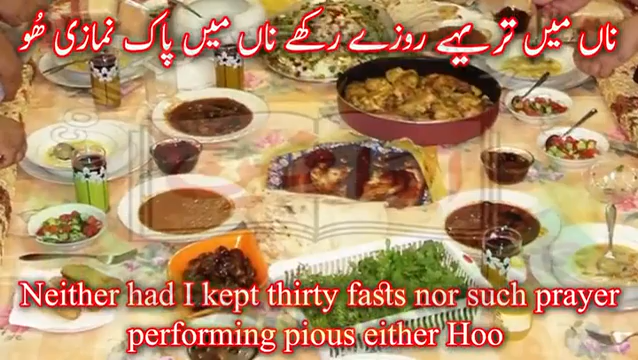 ناں میں تریہے روزے رکھے ناں میں پاک نمازی ھُو
Neither had I kept thirty fasts nor such prayer
performing pious either Hoo